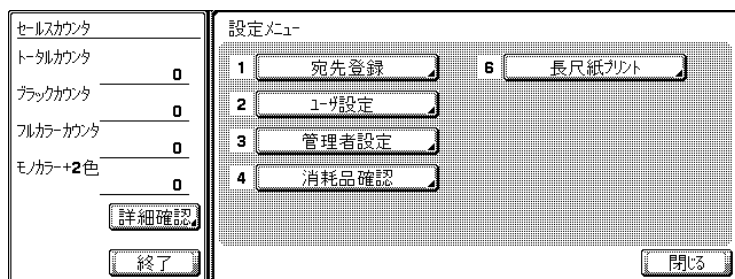 セールスカウンタ
トータルカウンタ
0
ブラックカウンタ
0
フルカラーカウンタ
0
モノカラー+2色
0
詳細確認
終了
設定メニュー
1 宛先登録
6 長尺紙プリント
2 ユーザ設定
3 管理者設定
4 消耗品確認
閉じる